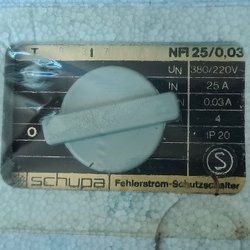 T I NFI 25/0,03
UN 380/220V~
IN 25 A
IΔN 0.03A
4
O IP 20
S
schupa Fehlerstrom-Schutzschalter